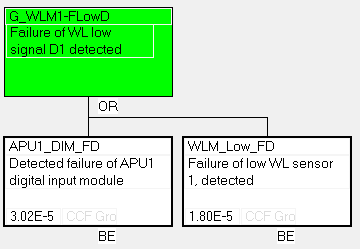 G_WLM1-FLowD
Failure of WL low
signal D1 detected
OR
APU1_DIM_FD
Detected failure of APU1
digital input module
3.02E-5 CCF Gro
BE
WLM_Low_FD
Failure of low WL sensor
1, detected
1.80E-5 CCF Gro
BE